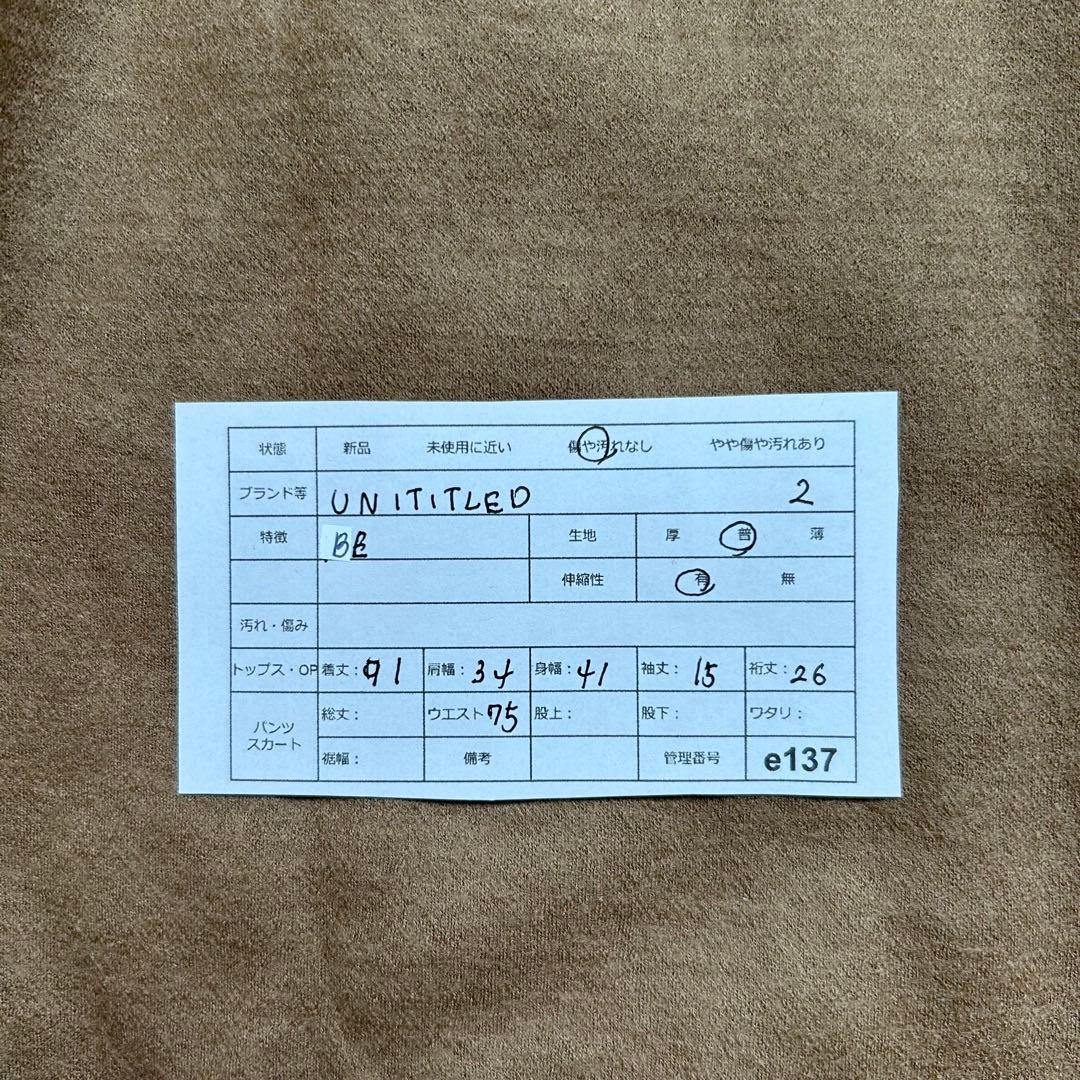 状態 新品 未使用に近い 傷や汚れなし やや傷や汚れあり
ブランド等 UNITITLED 2
特徴 BE 生地 厚 普 薄
伸縮性 有 無
汚れ・傷み
トップス・OP 着丈:91 肩幅:34 身幅:41 袖丈:15 裄丈:26
パンツ 総丈: ウエスト75 股上: 股下: ワタリ:
スカート
裾幅: 備考 管理番号 e137